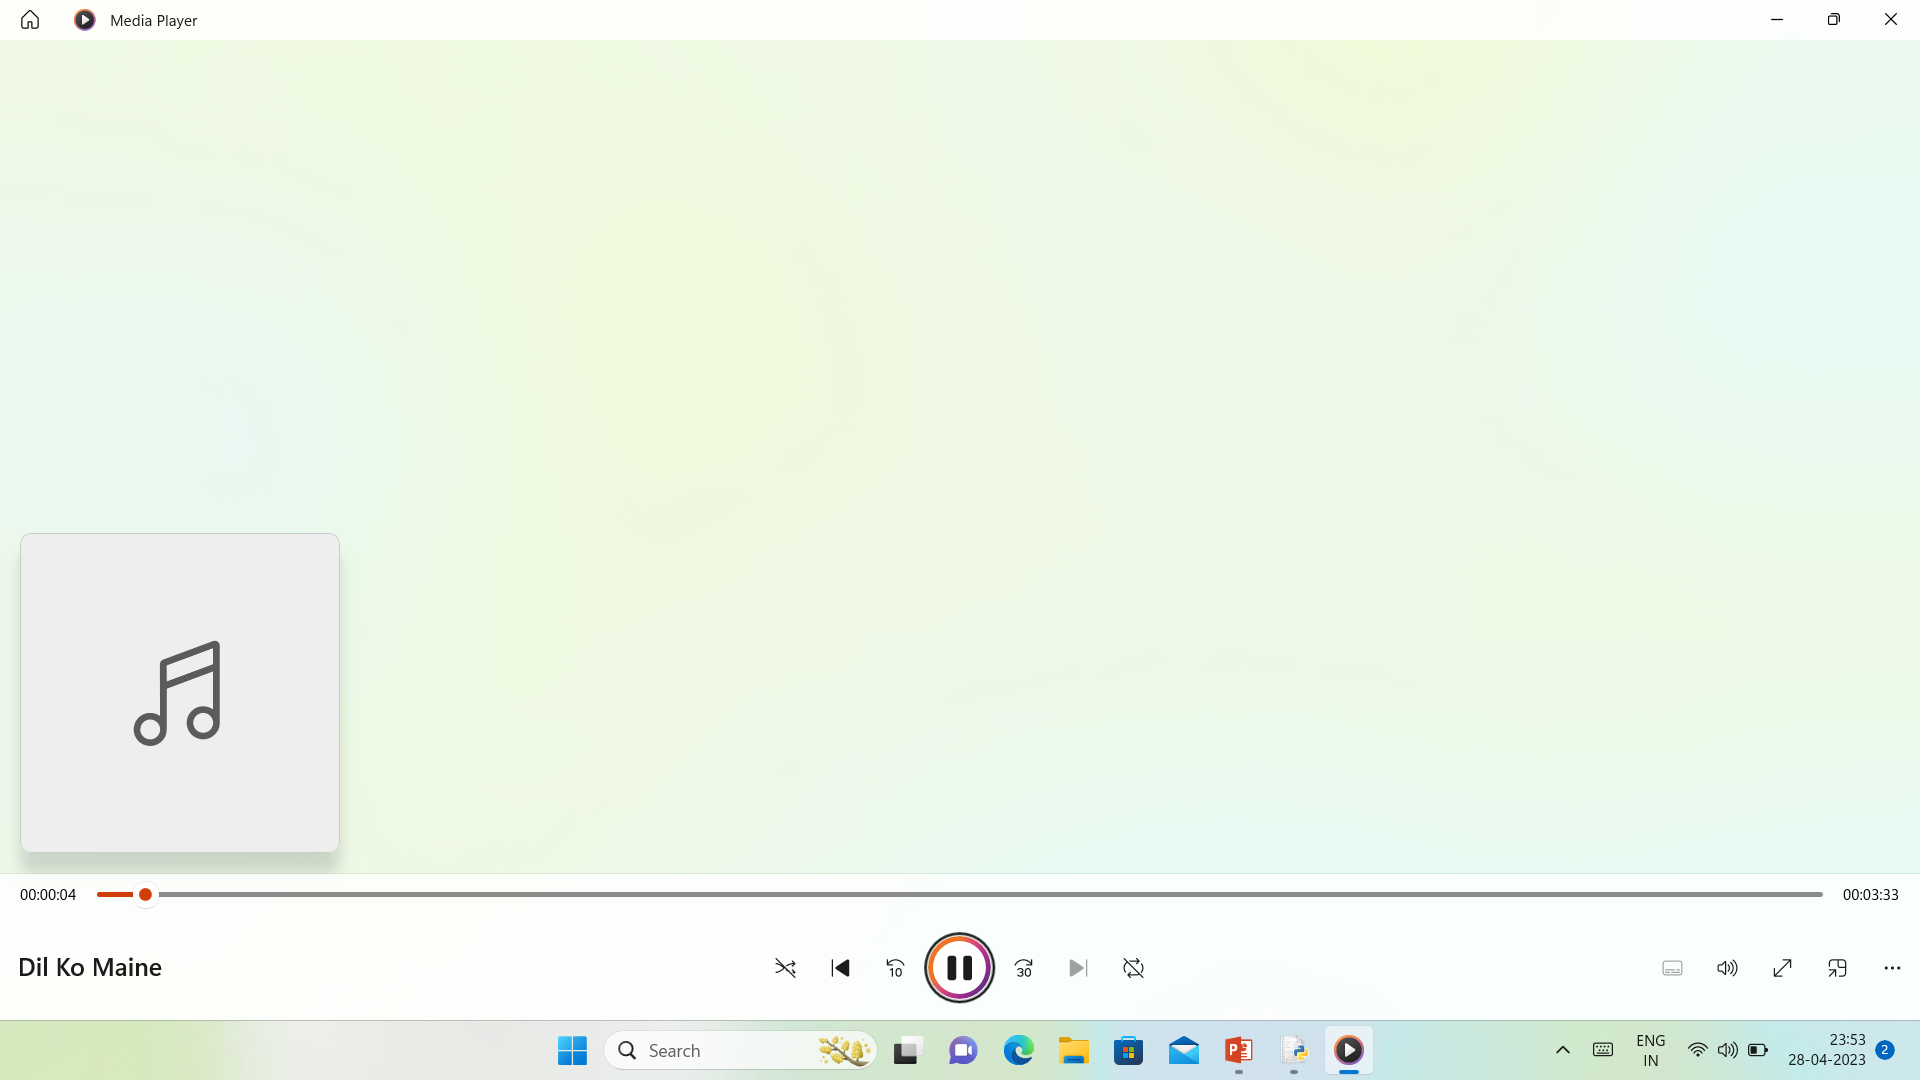 Media Player
00:00:04
00:03:33
Dil Ko Maine
10
30
Search
P
ENG
IN
23:53
28-04-2023
2